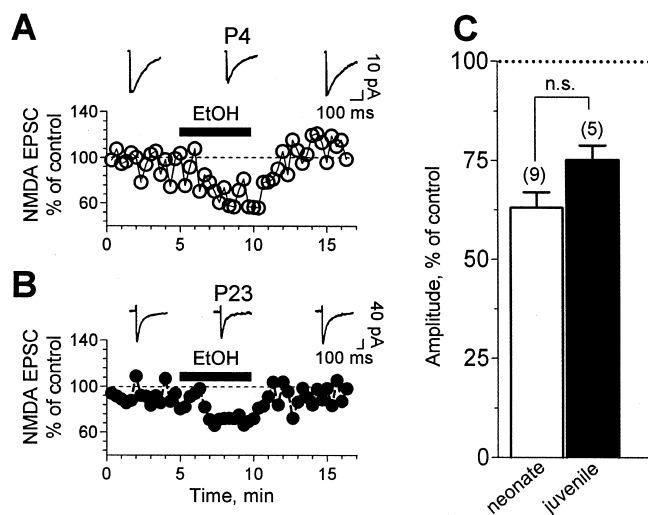 A
P4
10 pA
100 ms
EtOH
NMDA EPSC
% of control
140
100
60
0
5
10
15
B
P23
40 pA
100 ms
EtOH
NMDA EPSC
% of control
140
100
60
0
5
10
15
Time, min
C
100
75
50
25
0
Amplitude, % of control
n.s.
(9)
(5)
neonate
juvenile